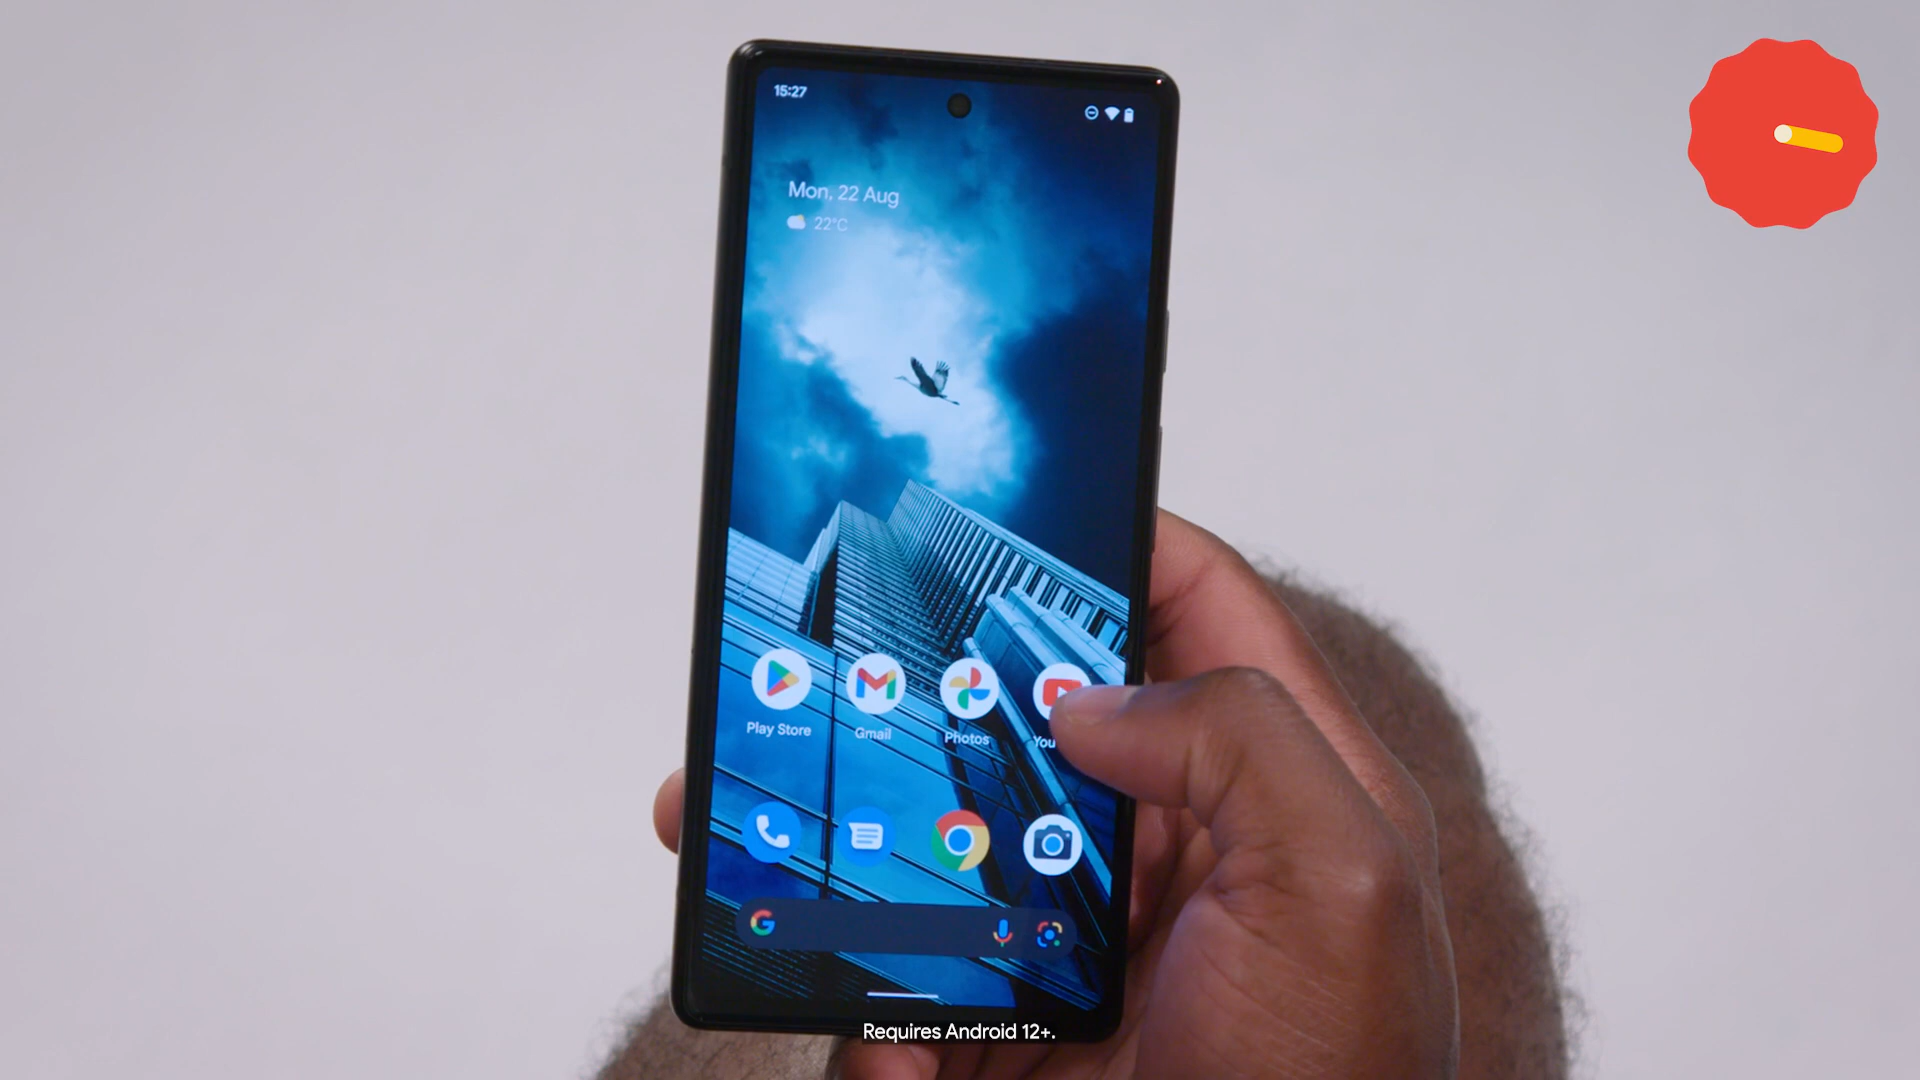 15:27
Mon, 22 Aug
22°C
Play Store
Gmail
Photos
You
Requires Android 12+.